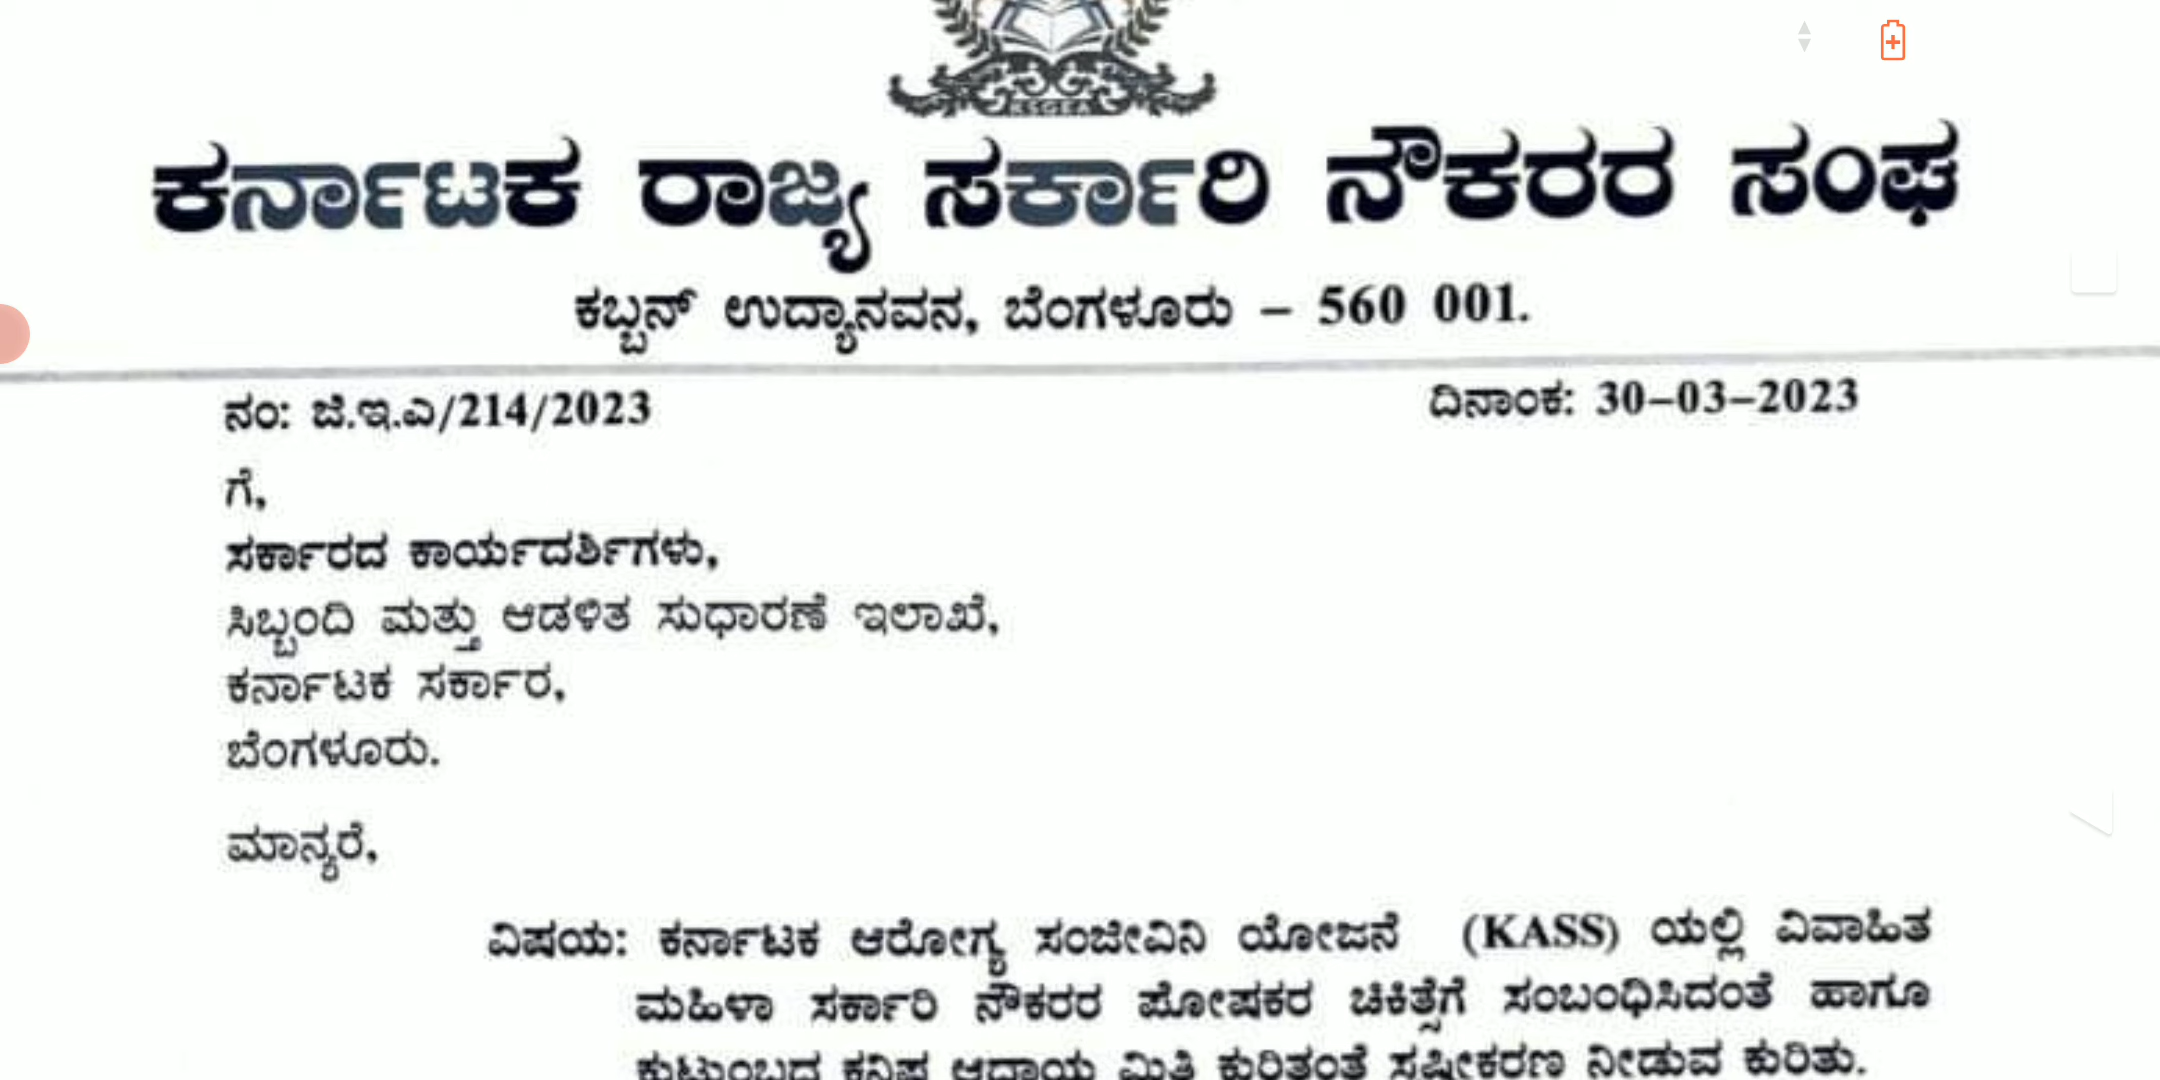 KSGEA
ಕರ್ನಾಟಕ ರಾಜ್ಯ ಸರ್ಕಾರಿ ನೌಕರರ ಸಂಘ
ಕಬ್ಬನ್ ಉದ್ಯಾನವನ, ಬೆಂಗಳೂರು – 560 001.
ನಂ: ಜಿ.ಇ.ಎ/214/2023 ದಿನಾಂಕ: 30–03–2023
ಗೆ,
ಸರ್ಕಾರದ ಕಾರ್ಯದರ್ಶಿಗಳು,
ಸಿಬ್ಬಂದಿ ಮತ್ತು ಆಡಳಿತ ಸುಧಾರಣೆ ಇಲಾಖೆ,
ಕರ್ನಾಟಕ ಸರ್ಕಾರ,
ಬೆಂಗಳೂರು.
ಮಾನ್ಯರೆ,
ವಿಷಯ: ಕರ್ನಾಟಕ ಆರೋಗ್ಯ ಸಂಜೀವಿನಿ ಯೋಜನೆ (KASS) ಯಲ್ಲಿ ವಿವಾಹಿತ
ಮಹಿಳಾ ಸರ್ಕಾರಿ ನೌಕರರ ಪೋಷಕರ ಚಿಕಿತ್ಸೆಗೆ ಸಂಬಂಧಿಸಿದಂತೆ ಹಾಗೂ
ಕುಟುಂಬದ ಕನಿಷ್ಠ ಆದಾಯ ಮಿತಿ ಕುರಿತಂತೆ ಸ್ಪಷ್ಟೀಕರಣ ನೀಡುವ ಕುರಿತು.